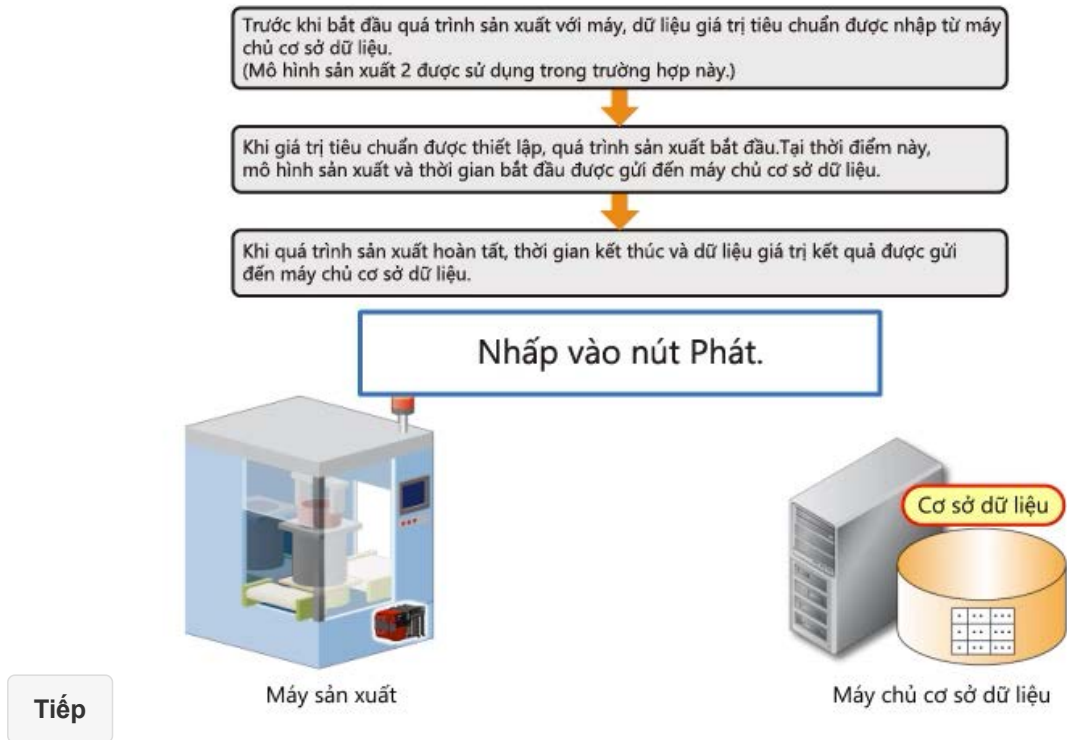 Trước khi bắt đầu quá trình sản xuất với máy, dữ liệu giá trị tiêu chuẩn được nhập từ máy
chủ cơ sở dữ liệu.
(Mô hình sản xuất 2 được sử dụng trong trường hợp này.)
Khi giá trị tiêu chuẩn được thiết lập, quá trình sản xuất bắt đầu.Tại thời điểm này,
mô hình sản xuất và thời gian bắt đầu được gửi đến máy chủ cơ sở dữ liệu.
Khi quá trình sản xuất hoàn tất, thời gian kết thúc và dữ liệu giá trị kết quả được gửi
đến máy chủ cơ sở dữ liệu.
Nhấp vào nút Phát.
Cơ sở dữ liệu
Máy sản xuất
Máy chủ cơ sở dữ liệu
Tiếp